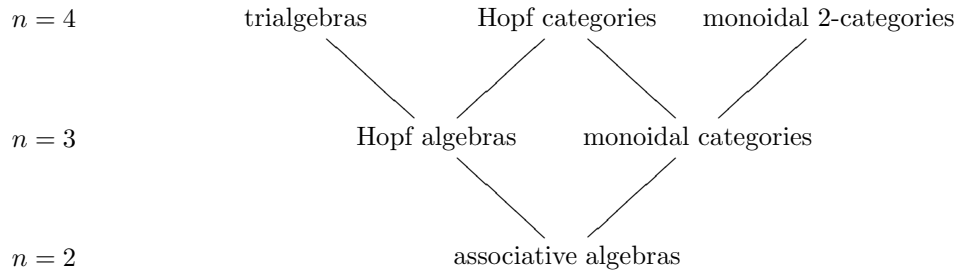 n = 4 trialgebras Hopf categories monoidal 2-categories
n = 3 Hopf algebras monoidal categories
n = 2 associative algebras